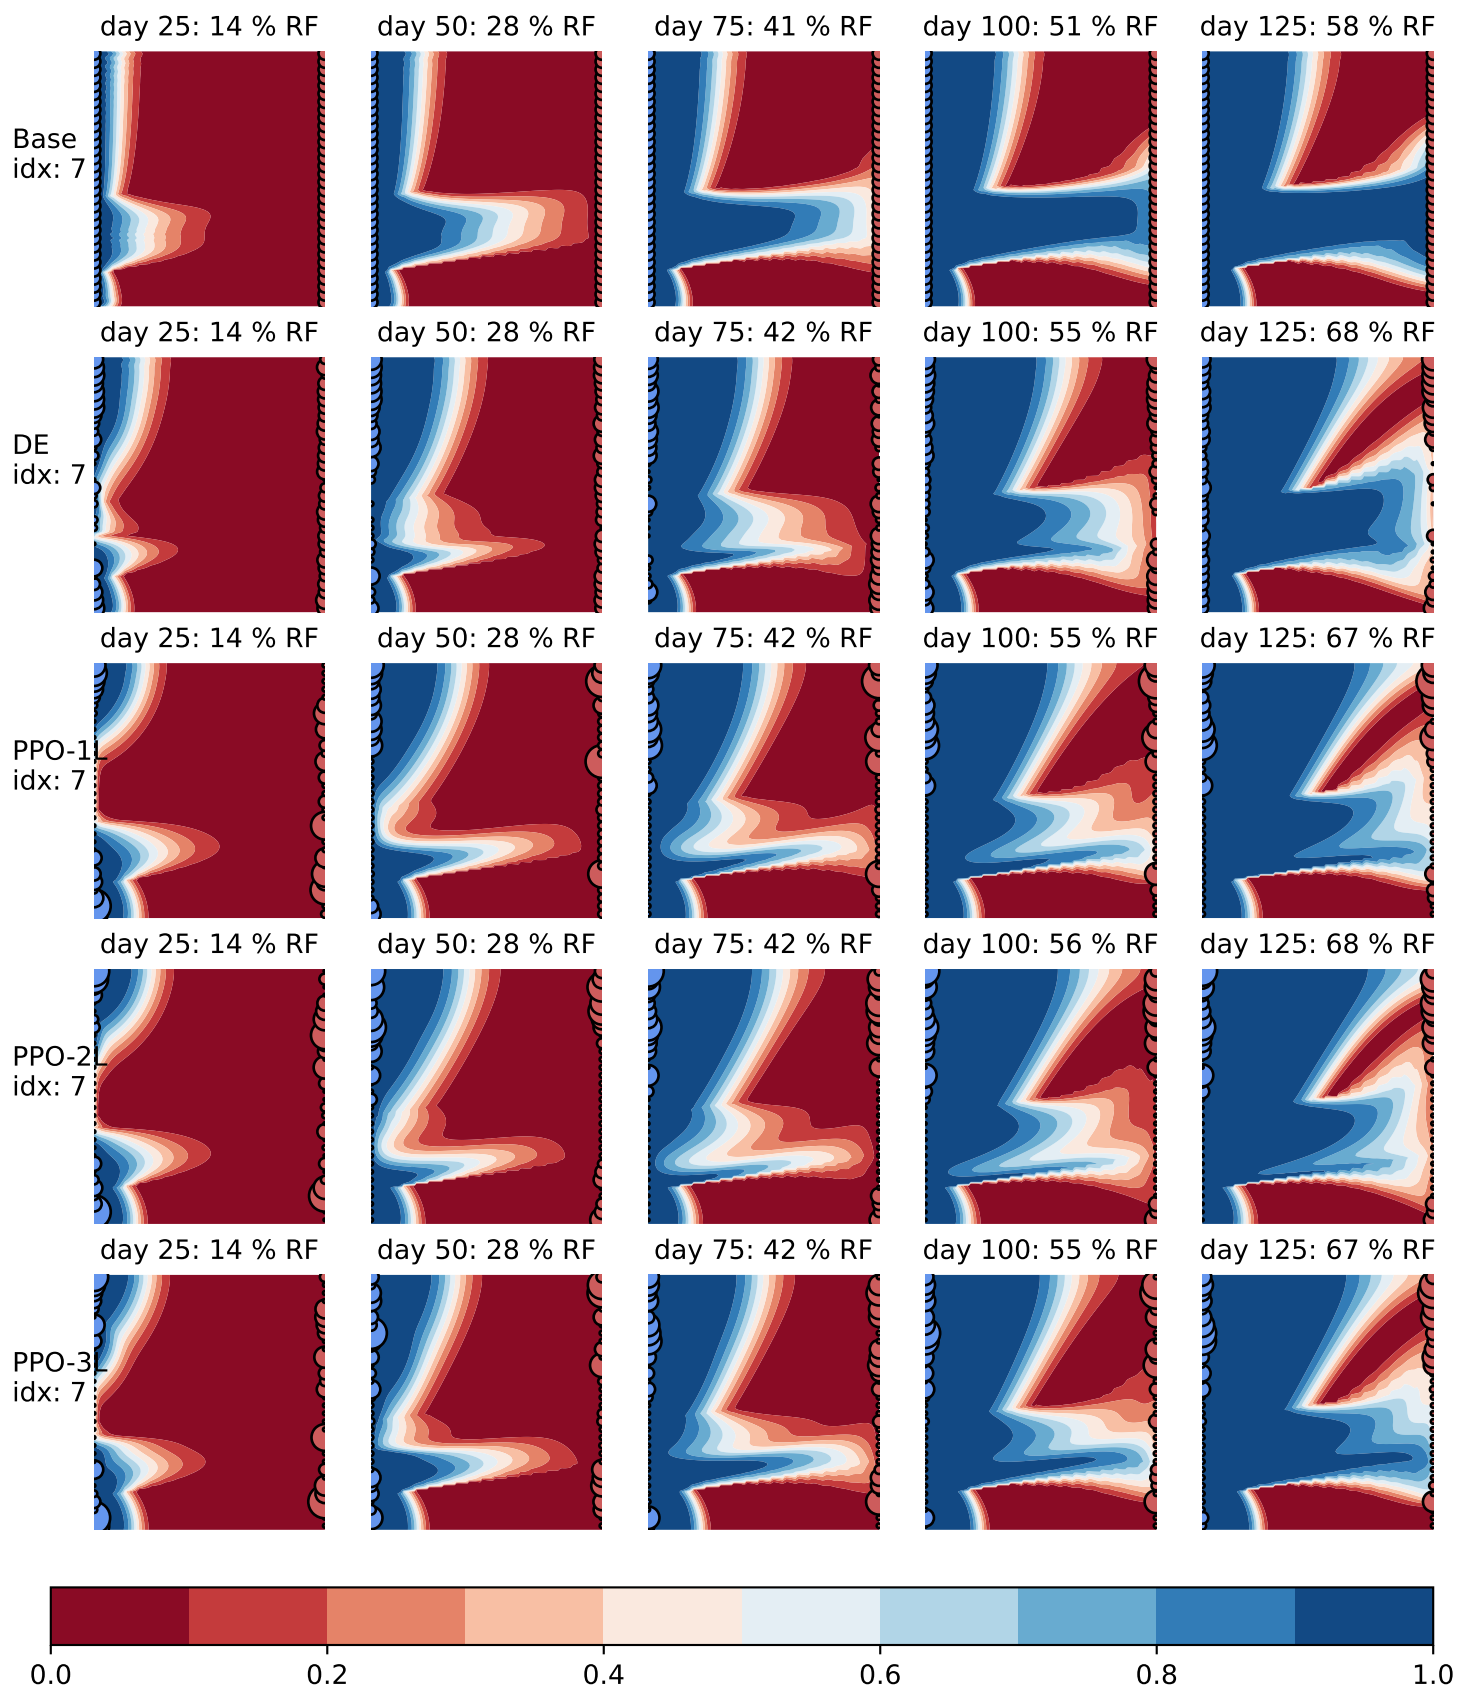 day 25: 14 % RF
day 50: 28 % RF
day 75: 41 % RF
day 100: 51 % RF
day 125: 58 % RF
Base
idx: 7
day 25: 14 % RF
day 50: 28 % RF
day 75: 42 % RF
day 100: 55 % RF
day 125: 68 % RF
DE
idx: 7
day 25: 14 % RF
day 50: 28 % RF
day 75: 42 % RF
day 100: 55 % RF
day 125: 67 % RF
PPO-1L
idx: 7
day 25: 14 % RF
day 50: 28 % RF
day 75: 42 % RF
day 100: 56 % RF
day 125: 68 % RF
PPO-2L
idx: 7
day 25: 14 % RF
day 50: 28 % RF
day 75: 42 % RF
day 100: 55 % RF
day 125: 67 % RF
PPO-3L
idx: 7
0.0
0.2
0.4
0.6
0.8
1.0